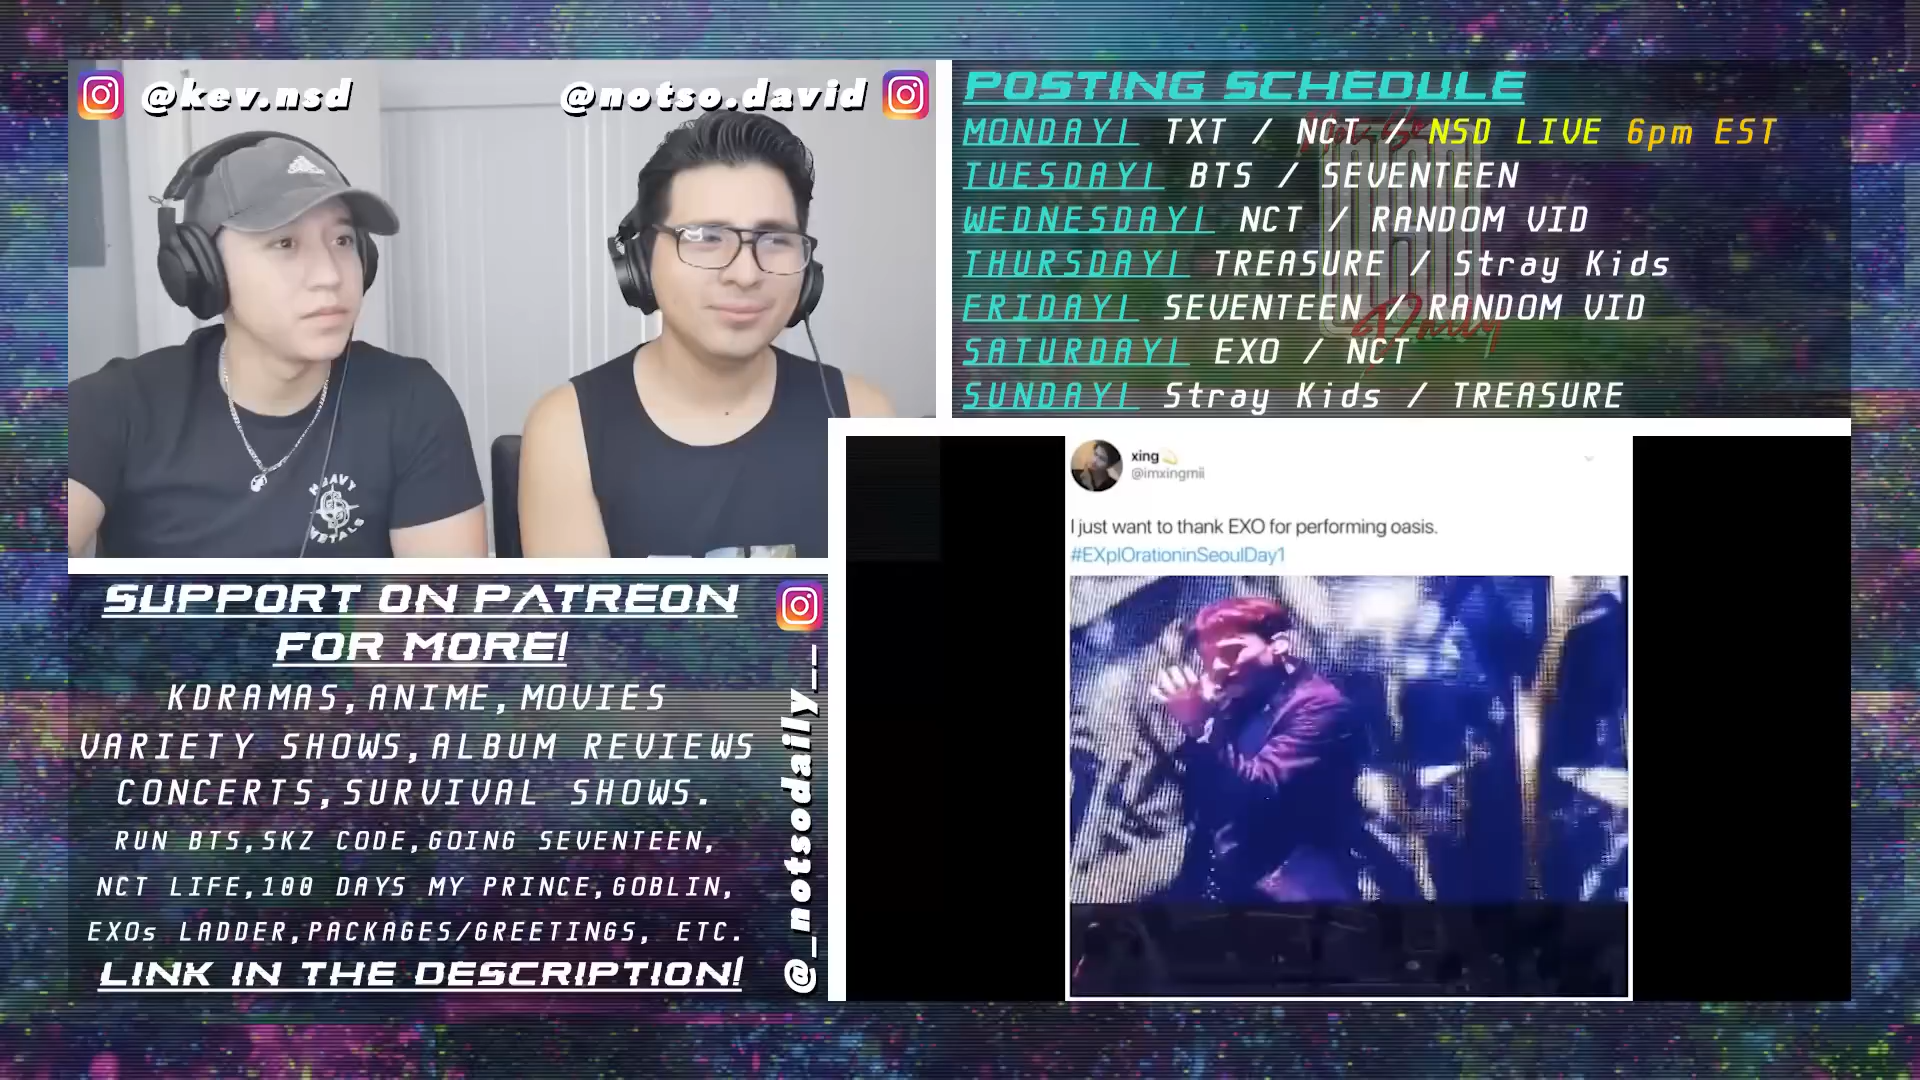 @kev.nsd
@notso.david
POSTING SCHEDULE
MONDAY| TXT / NCT / NSD LIVE 6pm EST
TUESDAY| BTS / SEVENTEEN
WEDNESDAY| NCT / RANDOM VID
THURSDAY| TREASURE / Stray Kids
FRIDAY| SEVENTEEN / RANDOM VID
SATURDAY| EXO / NCT
SUNDAY| Stray Kids / TREASURE
HEAVY
METALS
xing
@imxingmii
I just want to thank EXO for performing oasis.
#EXplOrationinSeoulDay1
SUPPORT ON PATREON
FOR MORE!
KDRAMAS,ANIME,MOVIES
VARIETY SHOWS,ALBUM REVIEWS
CONCERTS,SURVIVAL SHOWS.
RUN BTS,SKZ CODE,GOING SEVENTEEN,
NCT LIFE,100 DAYS MY PRINCE,GOBLIN,
EXOs LADDER,PACKAGES/GREETINGS, ETC.
LINK IN THE DESCRIPTION!
@_notsodaily__